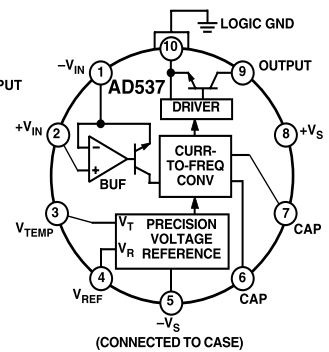 LOGIC GND
10
–VIN
1
AD537
9
OUTPUT
DRIVER
PUT
+VIN
2
–
+
BUF
CURR-
TO-FREQ
CONV
8
+VS
3
VTEMP
VT
VR
PRECISION
VOLTAGE
REFERENCE
7
CAP
4
VREF
5
–VS
6
CAP
(CONNECTED TO CASE)